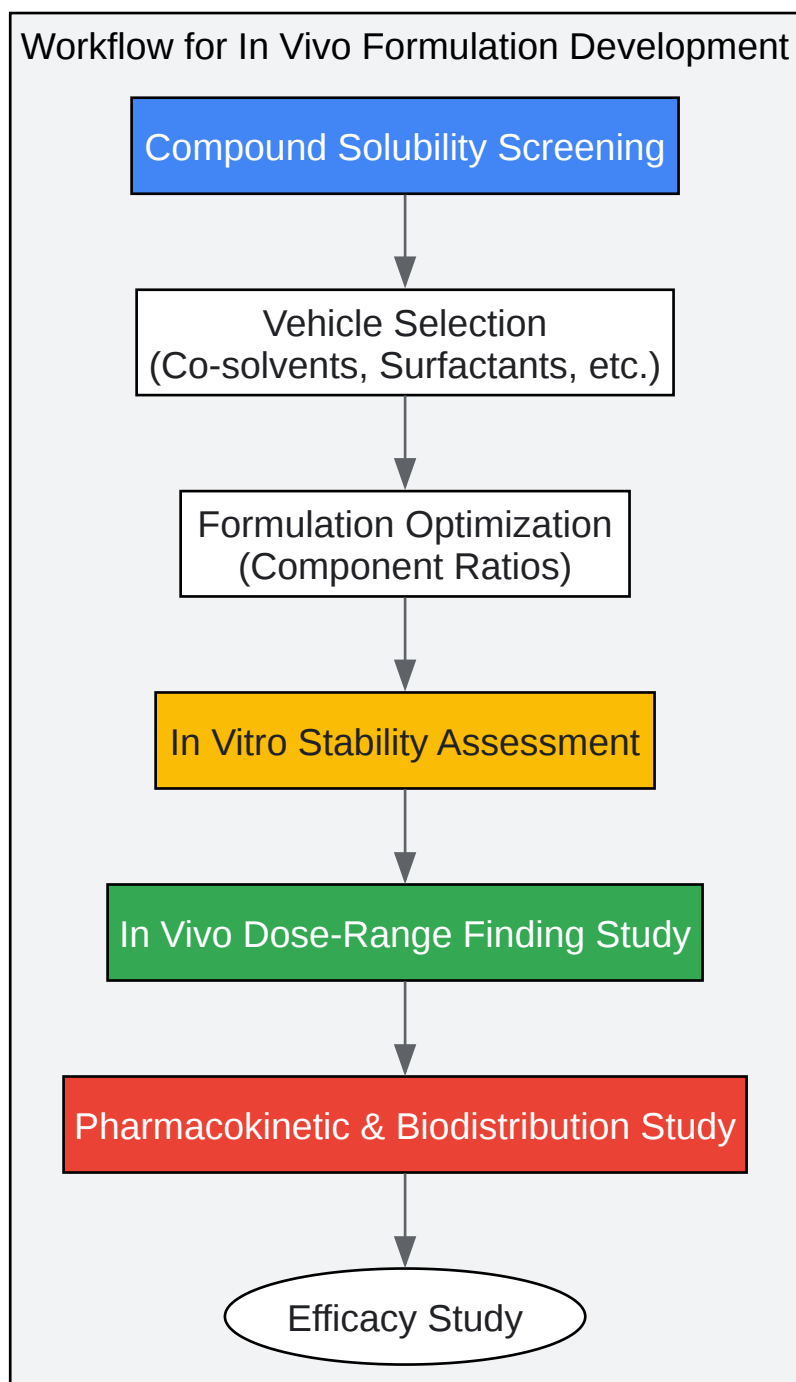 Workflow for In Vivo Formulation Development
Compound Solubility Screening
Vehicle Selection
(Co-solvents, Surfactants, etc.)
Formulation Optimization
(Component Ratios)
In Vitro Stability Assessment
In Vivo Dose-Range Finding Study
Pharmacokinetic & Biodistribution Study
Efficacy Study